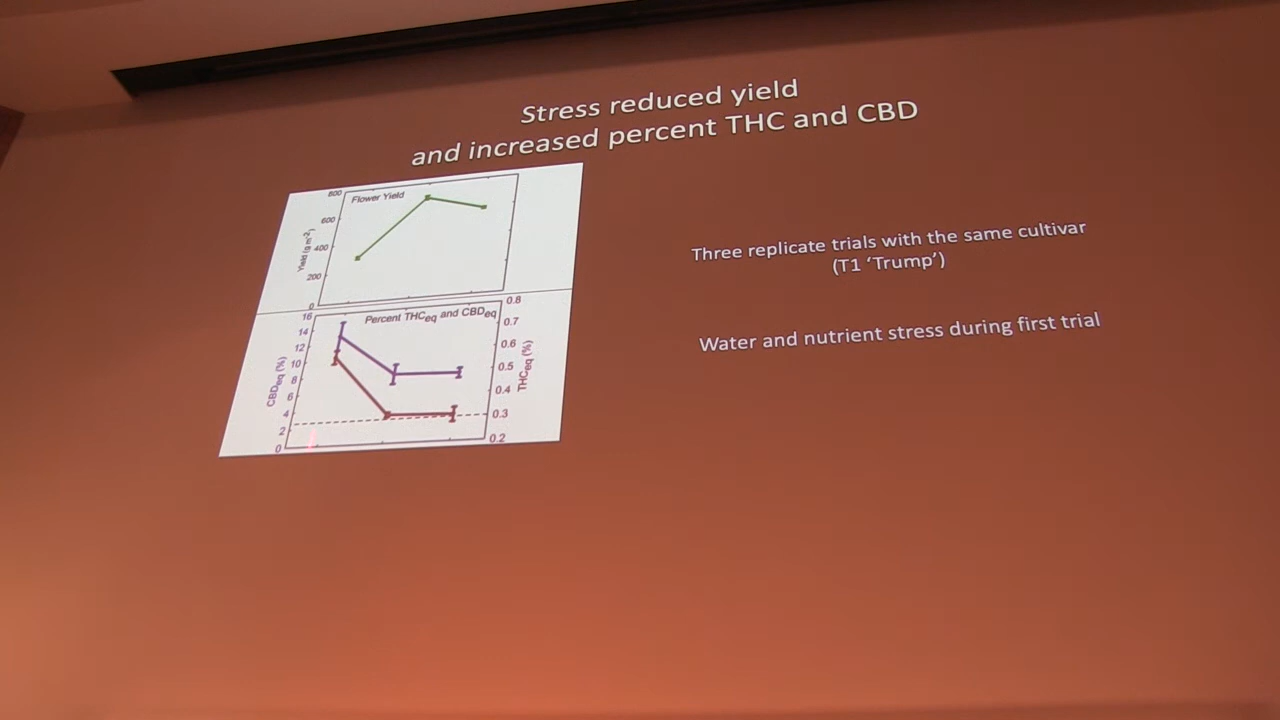 Stress reduced yield
and increased percent THC and CBD
800
Flower Yield
600
400
200
0
Yield (g m-2)
16
14
12
10
8
6
4
2
0
CBDeq (%)
Percent THCeq and CBDeq
0.8
0.7
0.6
0.5
0.4
0.3
0.2
THCeq (%)
Three replicate trials with the same cultivar
(T1 ‘Trump’)
Water and nutrient stress during first trial